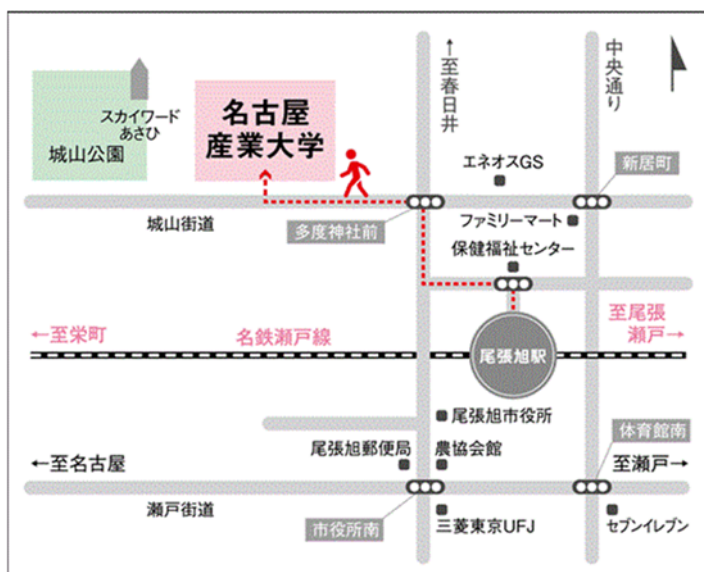 スカイワード
あさひ
城山公園
名古屋
産業大学
↑至春日井
中央通り
エネオスGS
新居町
城山街道
多度神社前
ファミリーマート
保健福祉センター
←至栄町
名鉄瀬戸線
至尾張
瀬戸→
尾張旭駅
尾張旭市役所
体育館南
尾張旭郵便局
農協会館
←至名古屋
至瀬戸→
瀬戸街道
市役所南
三菱東京UFJ
セブンイレブン